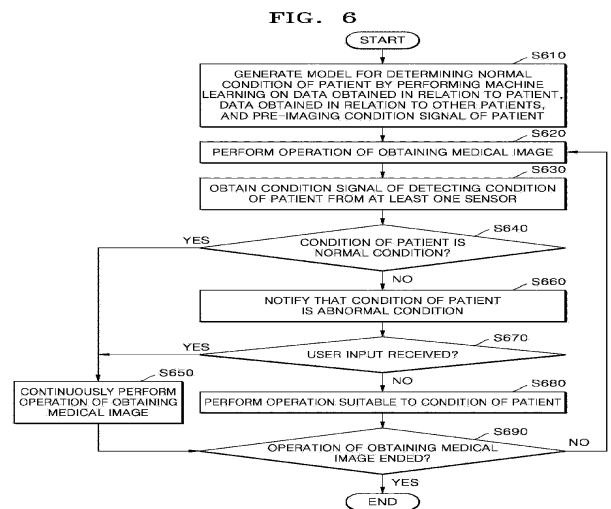 FIG. 6
START
S610
GENERATE MODEL FOR DETERMINING NORMAL
CONDITION OF PATIENT BY PERFORMING MACHINE
LEARNING ON DATA OBTAINED IN RELATION TO PATIENT,
DATA OBTAINED IN RELATION TO OTHER PATIENTS,
AND PRE-IMAGING CONDITION SIGNAL OF PATIENT
S620
PERFORM OPERATION OF OBTAINING MEDICAL IMAGE
S630
OBTAIN CONDITION SIGNAL OF DETECTING CONDITION
OF PATIENT FROM AT LEAST ONE SENSOR
S640
YES
CONDITION OF PATIENT IS
NORMAL CONDITION?
NO
S660
NOTIFY THAT CONDITION OF PATIENT
IS ABNORMAL CONDITION
S670
YES
USER INPUT RECEIVED?
NO
S650
CONTINUOUSLY PERFORM
OPERATION OF OBTAINING
MEDICAL IMAGE
S680
PERFORM OPERATION SUITABLE TO CONDITION OF PATIENT
S690
OPERATION OF OBTAINING MEDICAL
IMAGE ENDED?
NO
YES
END